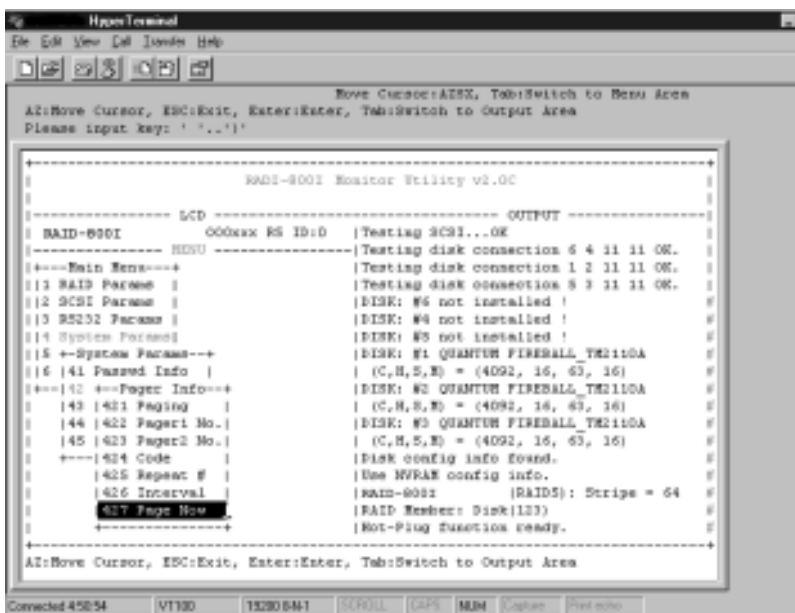 HyperTerminal
File Edit View Call Transfer Help
Move Cursor:AZSX, Tab:Switch to Menu Area
AZ:Move Cursor, ESC:Exit, Enter:Enter, Tab:Switch to Output Area
Please input key: ' '..'}'
RADI-800I Monitor Utility v2.0C
LCD
OUTPUT
RAID-800I 000xxx RS ID:0
MENU
Testing SCSI...OK
Testing disk connection 6 4 11 11 OK.
Main Menu
Testing disk connection 1 2 11 11 OK.
1 RAID Params
Testing disk connection 5 3 11 11 OK.
2 SCSI Params
DISK: #6 not installed !
3 RS232 Params
DISK: #4 not installed !
4 System Params
DISK: #5 not installed !
5 System Params
DISK: #1 QUANTUM FIREBALL_TM2110A
6 41 Passwd Info
(C,H,S,M) = (4092, 16, 63, 16)
42 Pager Info
DISK: #2 QUANTUM FIREBALL_TM2110A
43 421 Paging
(C,H,S,M) = (4092, 16, 63, 16)
44 422 Pager1 No.
DISK: #3 QUANTUM FIREBALL_TM2110A
45 423 Pager2 No.
(C,H,S,M) = (4092, 16, 63, 16)
424 Code
Disk config info found.
425 Repeat #
Use NVRAM config info.
426 Interval
RAID-800I (RAID5): Stripe = 64
427 Page Now
RAID Member: Disk(123)
Hot-Plug function ready.
AZ:Move Cursor, ESC:Exit, Enter:Enter, Tab:Switch to Output Area
Connected 4:50:54 VT100 19200 8-N-1 SCROLL CAPS NUM Capture Print echo